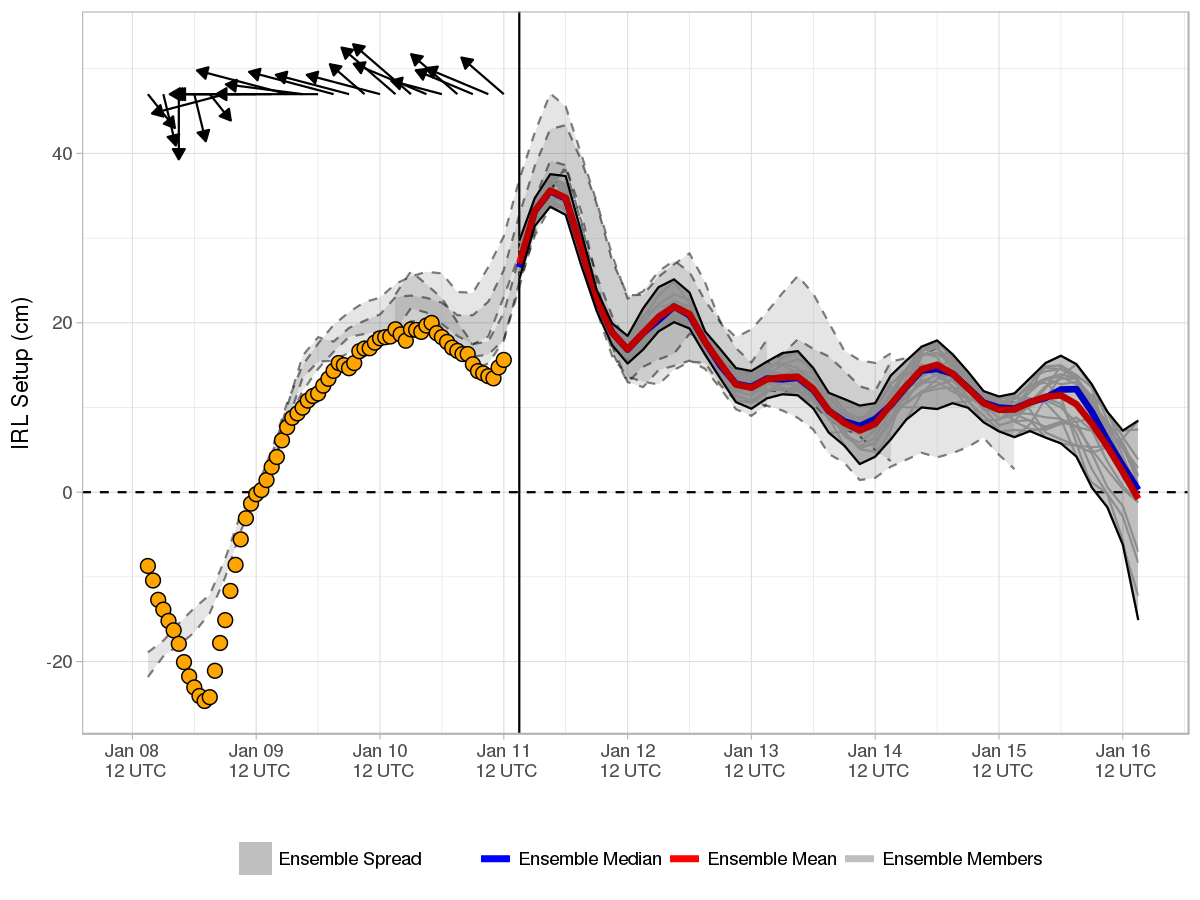 IRL Setup (cm)
40
20
0
-20
Jan 08 Jan 09 Jan 10 Jan 11 Jan 12 Jan 13 Jan 14 Jan 15 Jan 16
12 UTC 12 UTC 12 UTC 12 UTC 12 UTC 12 UTC 12 UTC 12 UTC 12 UTC
Ensemble Spread Ensemble Median Ensemble Mean Ensemble Members